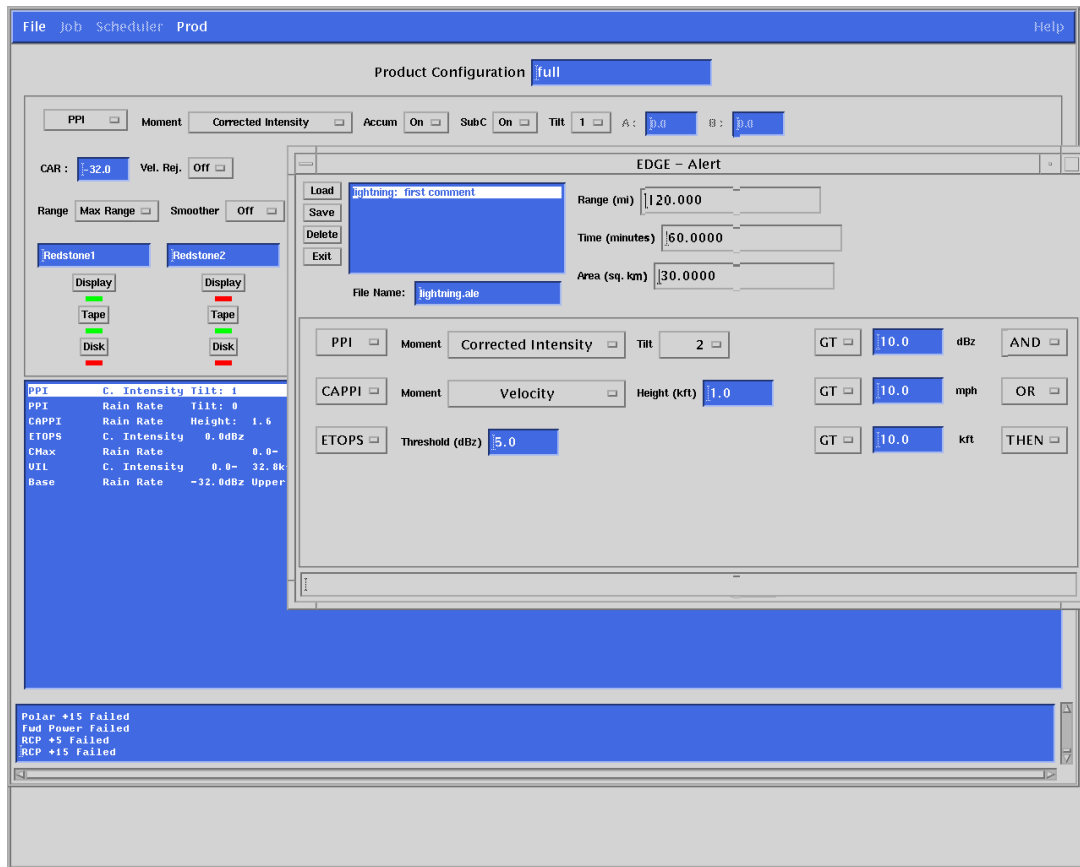 File Job Scheduler Prod Help
Product Configuration full
PPI Moment Corrected Intensity Accum On SubC On Tilt 1 A : 0.0 B : 0.0
CAR : -32.0 Vel. Rej. Off
Range Max Range Smoother Off
Redstone1 Redstone2
Display Display
Tape Tape
Disk Disk
EDGE - Alert
Load lightning: first comment Range (mi) 120.000
Save
Delete Time (minutes) 60.0000
Exit Area (sq. km) 30.0000
File Name: lightning.ale
PPI Moment Corrected Intensity Tilt 2 GT 10.0 dBz AND
CAPPI Moment Velocity Height (kft) 1.0 GT 10.0 mph OR
ETOPS Threshold (dBz) 5.0 GT 10.0 kft THEN
PPI C. Intensity Tilt: 1
PPI Rain Rate Tilt: 0
CAPPI Rain Rate Height: 1.6
ETOPS C. Intensity 0.0dBz
CMax Rain Rate 0.0-
VIL C. Intensity 0.0- 32.8k
Base Rain Rate -32.0dBz Upper
Polar +15 Failed
Fwd Power Failed
RCP +5 Failed
RCP +15 Failed